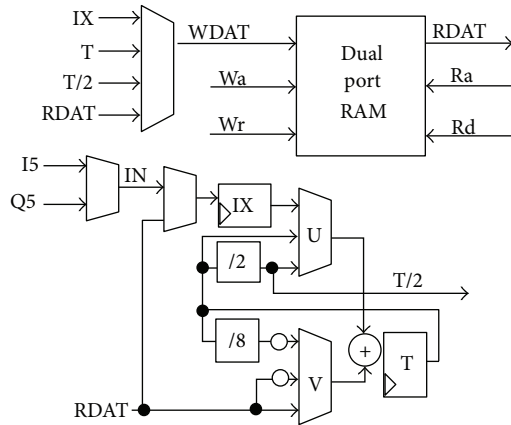 IX
T
T/2
RDAT
WDAT
Wa
Wr
Dual
port
RAM
RDAT
Ra
Rd
I5
Q5
IN
IX
U
/2
T/2
/8
V
+
T
RDAT